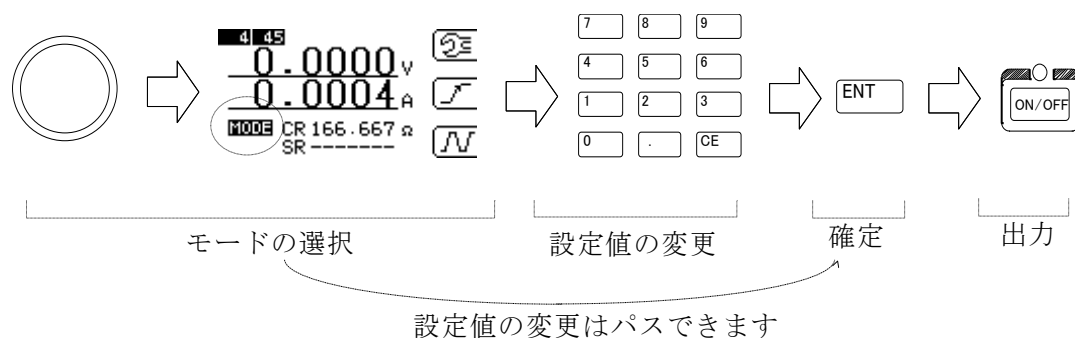 4 45
0.0000 V
0.0004 A
MODE CR 166.667 Ω
SR -------
7 8 9
4 5 6
1 2 3
0 . CE
ENT
ON/OFF
モードの選択
設定値の変更
確定
出力
設定値の変更はパスできます